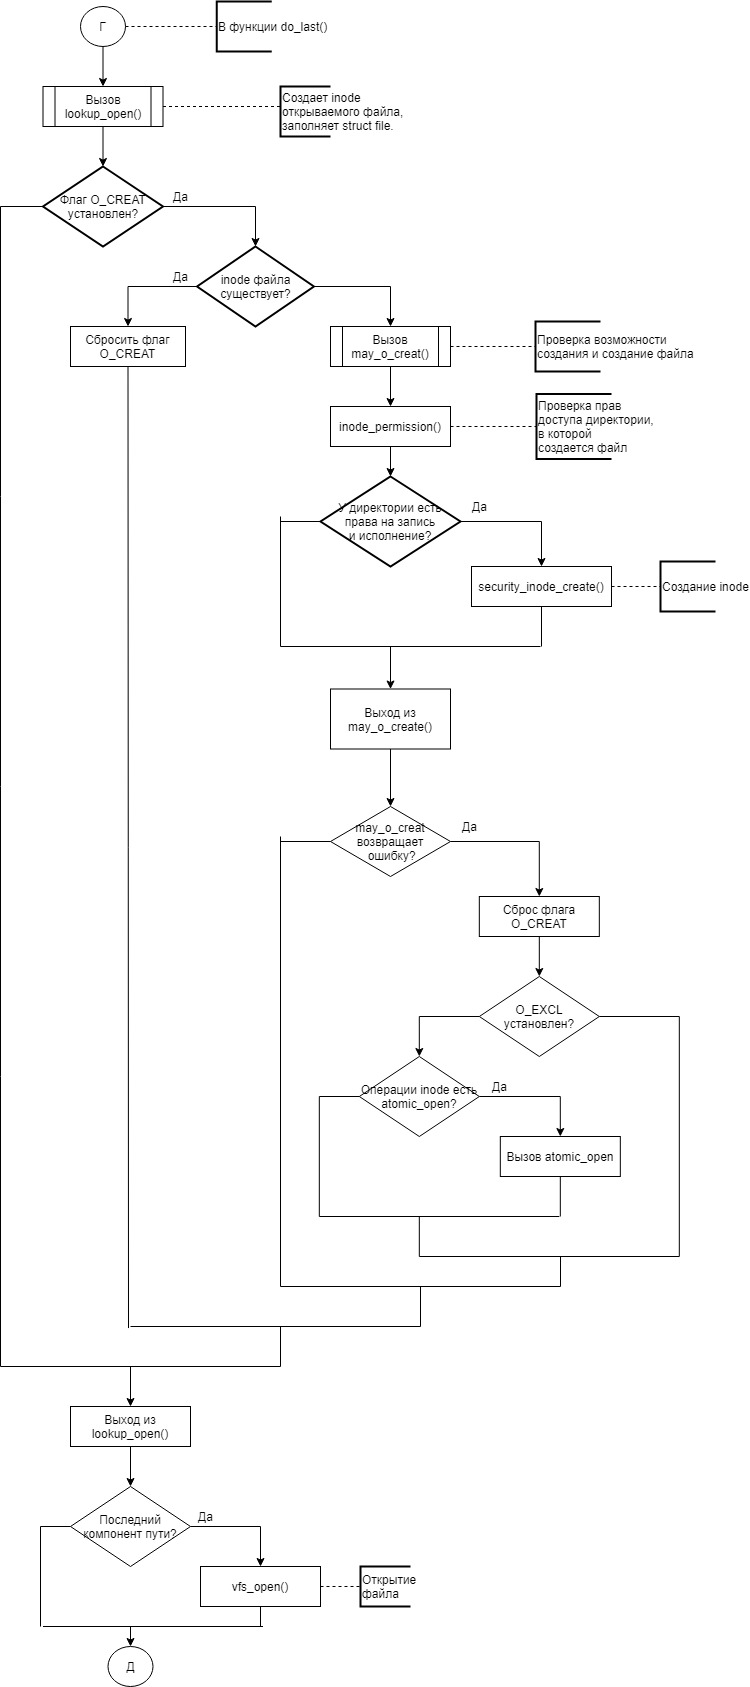 Г
В функции do_last()
Вызов
lookup_open()
Создает inode
открываемого файла,
заполняет struct file.
Флаг O_CREAT
установлен?
Да
inode файла
существует?
Да
Сбросить флаг
O_CREAT
Вызов
may_o_creat()
Проверка возможности
создания и создание файла
inode_permission()
Проверка прав
доступа директории,
в которой
создается файл
У директории есть
права на запись
и исполнение?
Да
security_inode_create()
Создание inode
Выход из
may_o_create()
may_o_creat
возвращает
ошибку?
Да
Сброс флага
O_CREAT
O_EXCL
установлен?
Операции inode есть
atomic_open?
Да
Вызов atomic_open
Выход из
lookup_open()
Последний
компонент пути?
Да
vfs_open()
Открытие
файла
Д